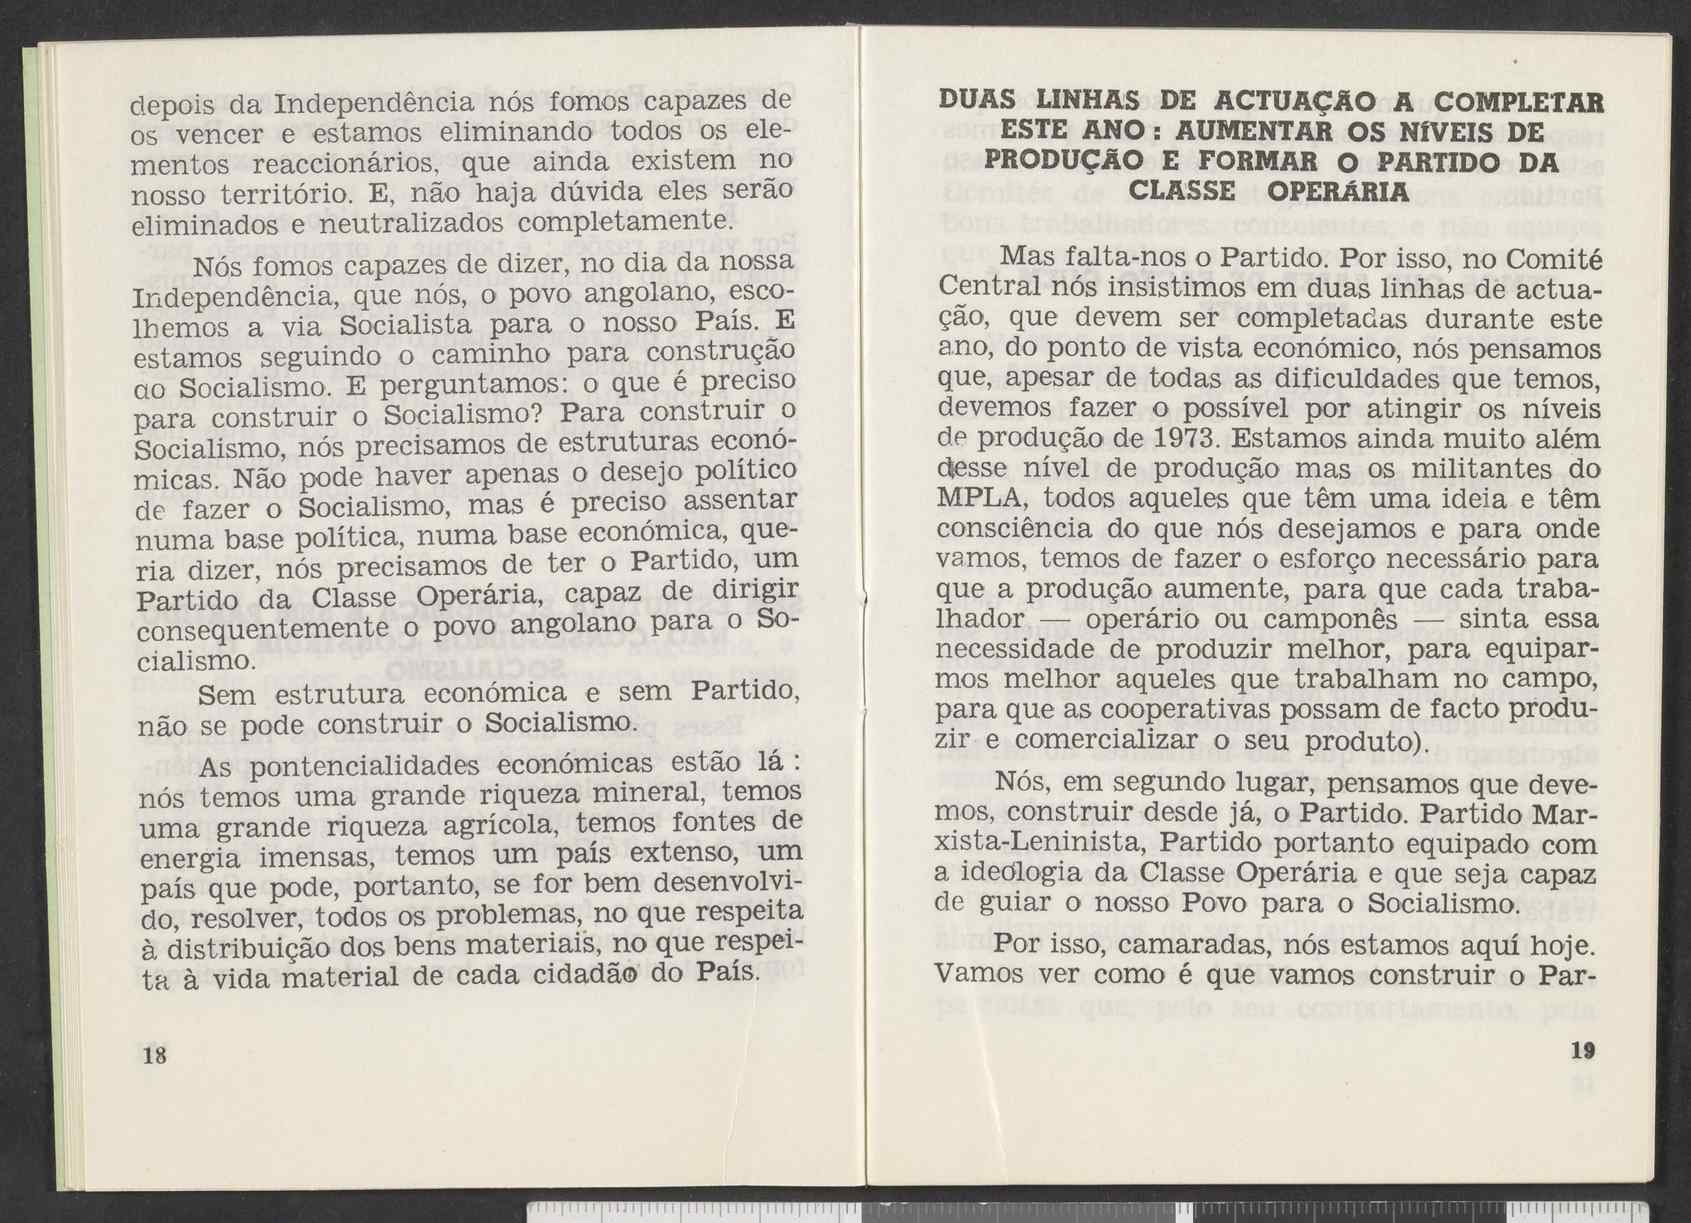 depois da Independência nós fomos capazes de
os vencer e estamos eliminando todos os ele-
mentos reaccionários, que ainda existem no
nosso território. E, não haja dúvida eles serão
eliminados e neutralizados completamente.
Nós fomos capazes de dizer, no dia da nossa
Independência, que nós, o povo angolano, esco-
lhemos a via Socialista para o nosso País. E
estamos seguindo o caminho para construção
do Socialismo. E perguntamos: o que é preciso
para construir o Socialismo? Para construir o
Socialismo, nós precisamos de estruturas econó-
micas. Não pode haver apenas o desejo político
de fazer o Socialismo, mas é preciso assentar
numa base política, numa base económica, que-
ria dizer, nós precisamos de ter o Partido, um
Partido da Classe Operária, capaz de dirigir
consequentemente o povo angolano para o So-
cialismo.
Sem estrutura económica e sem Partido,
não se pode construir o Socialismo.
As pontencialidades económicas estão lá :
nós temos uma grande riqueza mineral, temos
uma grande riqueza agrícola, temos fontes de
energia imensas, temos um país extenso, um
país que pode, portanto, se for bem desenvolvi-
do, resolver, todos os problemas, no que respeita
à distribuição dos bens materiais, no que respei-
ta à vida material de cada cidadão do País.
18
DUAS LINHAS DE ACTUAÇÃO A COMPLETAR
ESTE ANO : AUMENTAR OS NÍVEIS DE
PRODUÇÃO E FORMAR O PARTIDO DA
CLASSE OPERÁRIA
Mas falta-nos o Partido. Por isso, no Comité
Central nós insistimos em duas linhas de actua-
ção, que devem ser completadas durante este
ano, do ponto de vista económico, nós pensamos
que, apesar de todas as dificuldades que temos,
devemos fazer o possível por atingir os níveis
de produção de 1973. Estamos ainda muito além
desse nível de produção mas os militantes do
MPLA, todos aqueles que têm uma ideia e têm
consciência do que nós desejamos e para onde
vamos, temos de fazer o esforço necessário para
que a produção aumente, para que cada traba-
lhador — operário ou camponês — sinta essa
necessidade de produzir melhor, para equipar-
mos melhor aqueles que trabalham no campo,
para que as cooperativas possam de facto produ-
zir e comercializar o seu produto).
Nós, em segundo lugar, pensamos que deve-
mos, construir desde já, o Partido. Partido Mar-
xista-Leninista, Partido portanto equipado com
a ideologia da Classe Operária e que seja capaz
de guiar o nosso Povo para o Socialismo.
Por isso, camaradas, nós estamos aquí hoje.
Vamos ver como é que vamos construir o Par-
19